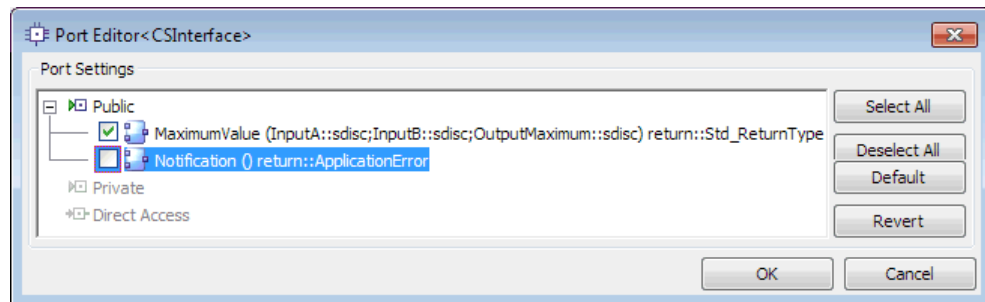 Port Editor<CSInterface>
Port Settings
Public
MaximumValue (InputA::sdisc;InputB::sdisc;OutputMaximum::sdisc) return::Std_ReturnType
Notification () return::ApplicationError
Private
Direct Access
Select All
Deselect All
Default
Revert
OK
Cancel